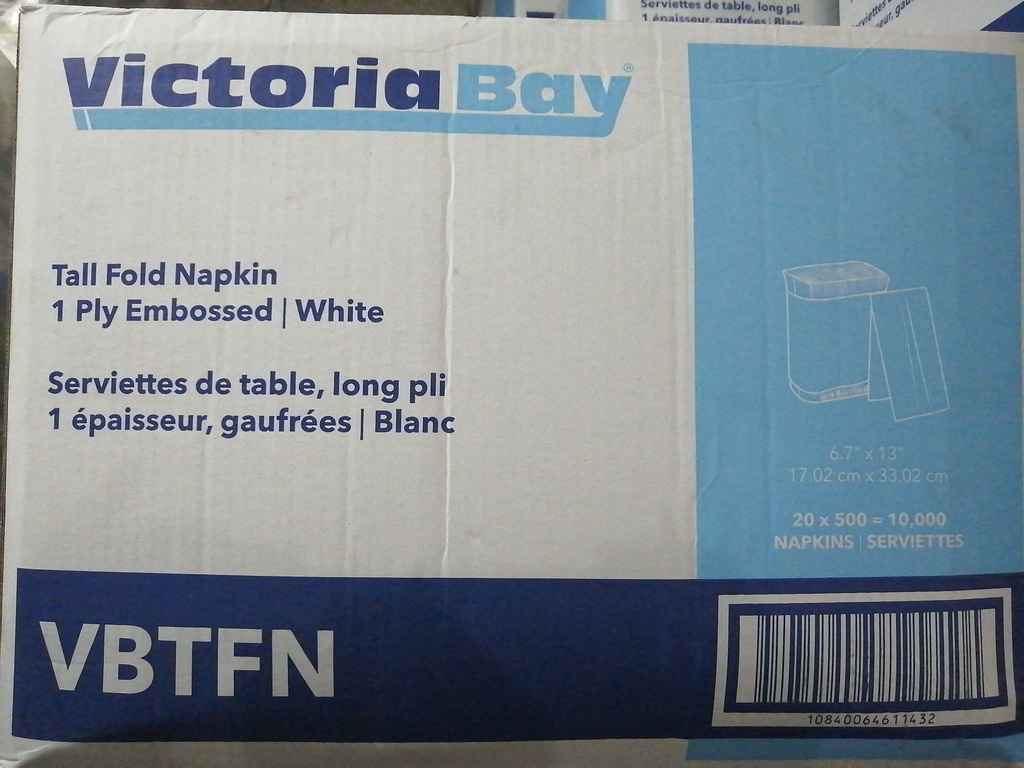 Serviettes de table, long pli
1 épaisseur, gaufrées | Blanc
Victoria Bay®
Tall Fold Napkin
1 Ply Embossed | White
Serviettes de table, long pli
1 épaisseur, gaufrées | Blanc
6.7" x 13"
17.02 cm x 33.02 cm
20 x 500 = 10,000
NAPKINS | SERVIETTES
VBTFN
10840064611432